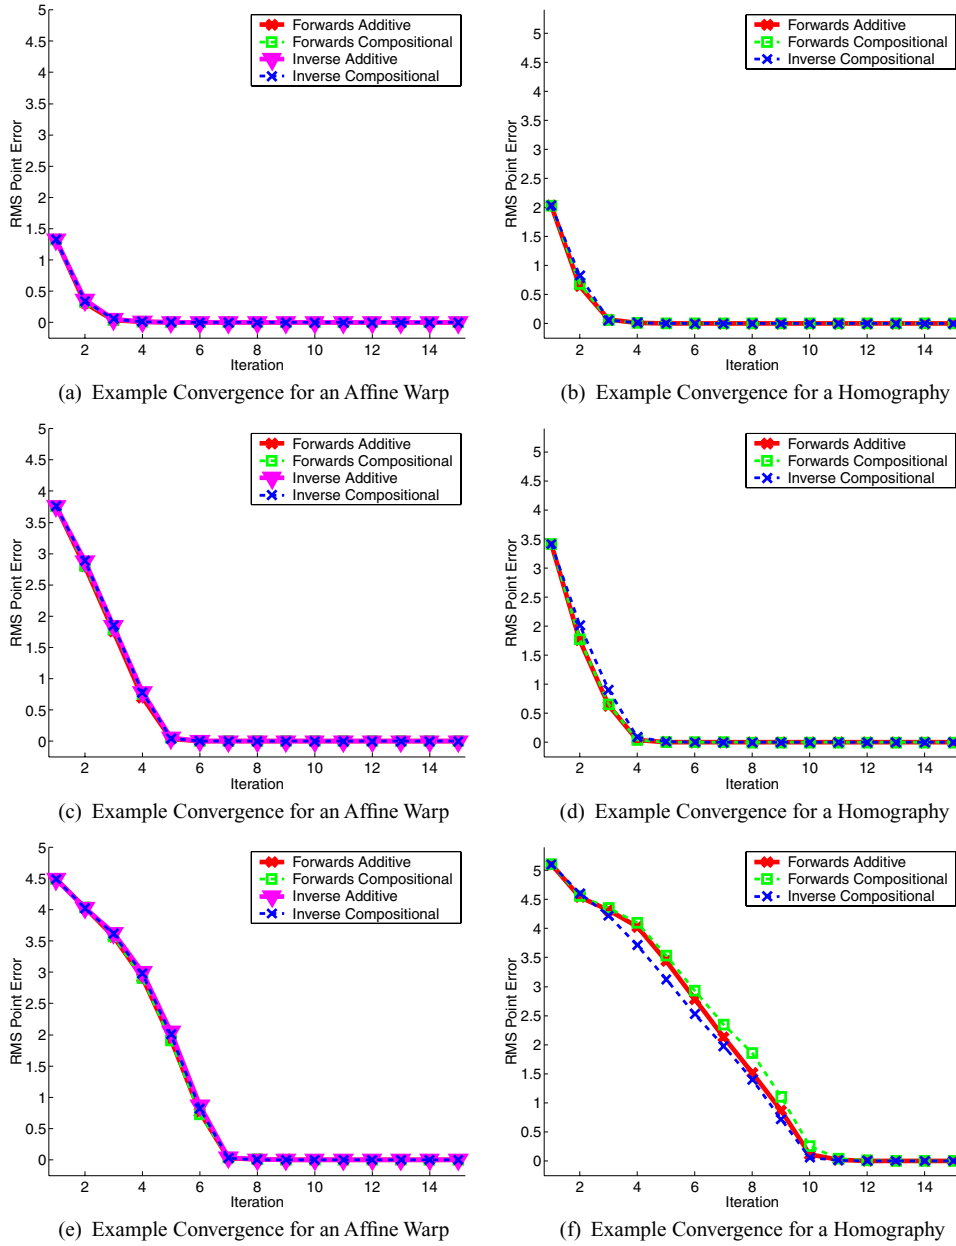 5
4.5
4
3.5
3
2.5
2
1.5
1
0.5
0
RMS Point Error
Forwards Additive
Forwards Compositional
Inverse Additive
Inverse Compositional
2 4 6 8 10 12 14
Iteration
(a) Example Convergence for an Affine Warp
5
4.5
4
3.5
3
2.5
2
1.5
1
0.5
0
RMS Point Error
Forwards Additive
Forwards Compositional
Inverse Compositional
2 4 6 8 10 12 14
Iteration
(b) Example Convergence for a Homography
5
4.5
4
3.5
3
2.5
2
1.5
1
0.5
0
RMS Point Error
Forwards Additive
Forwards Compositional
Inverse Additive
Inverse Compositional
2 4 6 8 10 12 14
Iteration
(c) Example Convergence for an Affine Warp
5
4.5
4
3.5
3
2.5
2
1.5
1
0.5
0
RMS Point Error
Forwards Additive
Forwards Compositional
Inverse Compositional
2 4 6 8 10 12 14
Iteration
(d) Example Convergence for a Homography
5
4.5
4
3.5
3
2.5
2
1.5
1
0.5
0
RMS Point Error
Forwards Additive
Forwards Compositional
Inverse Additive
Inverse Compositional
2 4 6 8 10 12 14
Iteration
(e) Example Convergence for an Affine Warp
5
4.5
4
3.5
3
2.5
2
1.5
1
0.5
0
RMS Point Error
Forwards Additive
Forwards Compositional
Inverse Compositional
2 4 6 8 10 12 14
Iteration
(f) Example Convergence for a Homography